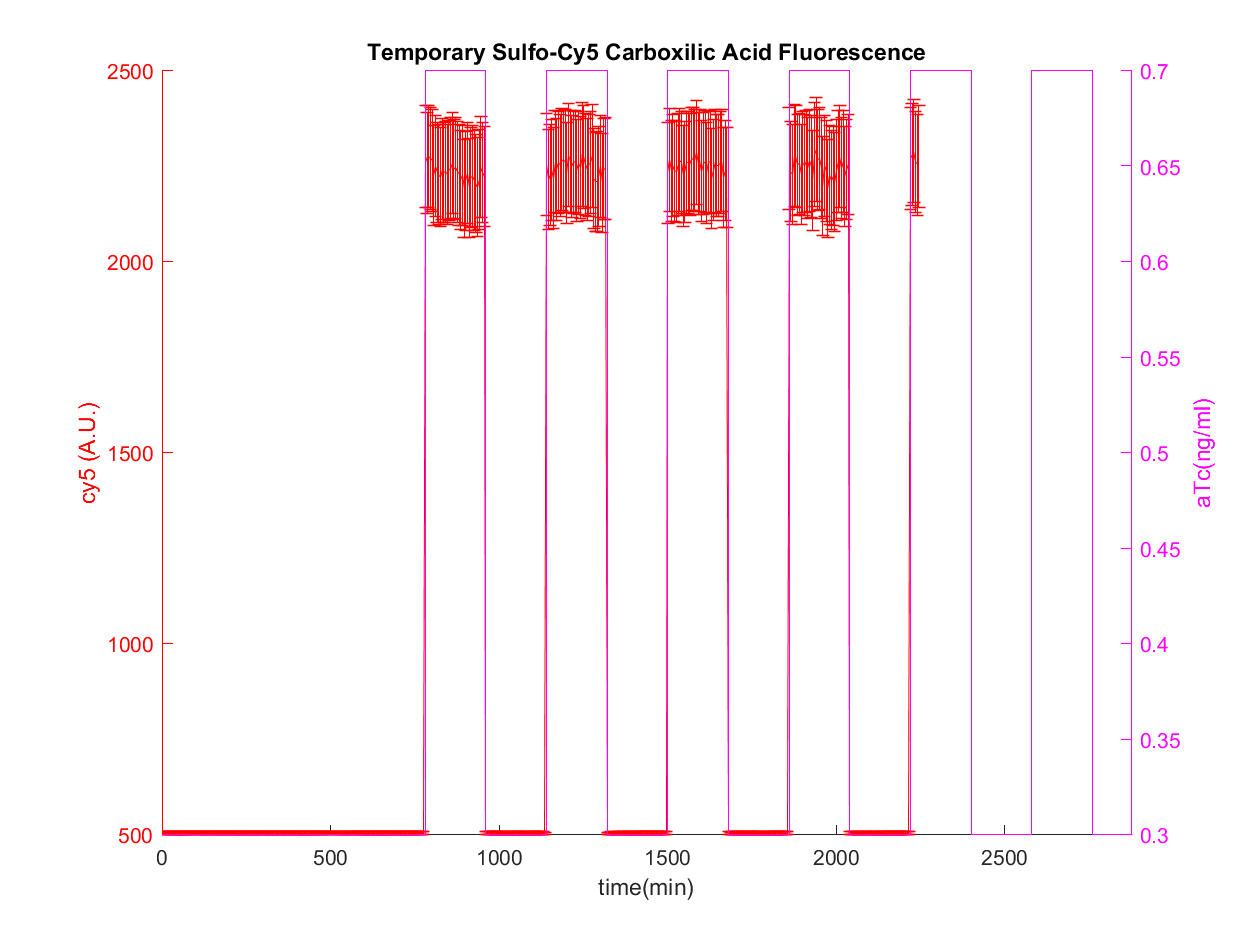 Temporary Sulfo-Cy5 Carboxilic Acid Fluorescence
2500
2000
1500
1000
500
cy5 (A.U.)
0.7
0.65
0.6
0.55
0.5
0.45
0.4
0.35
0.3
aTc(ng/ml)
0 500 1000 1500 2000 2500
time(min)